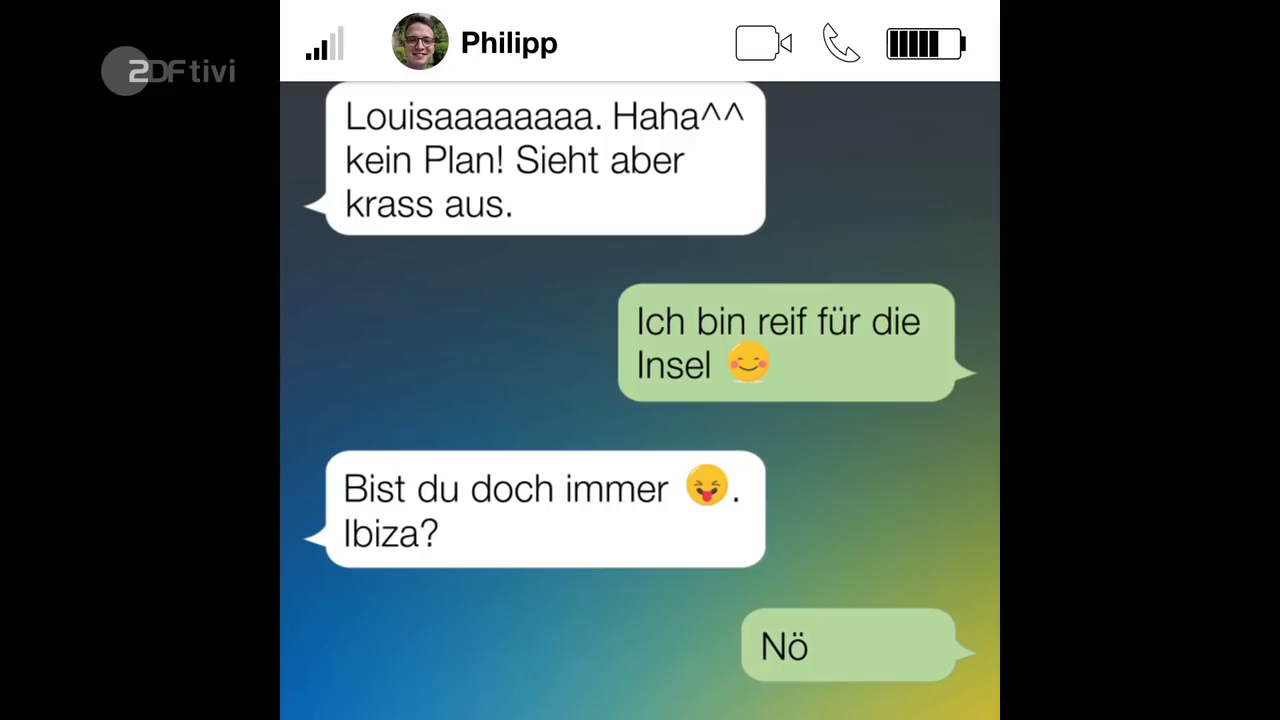 ZDFtivi
Philipp
Louisaaaaaaaa. Haha^^
kein Plan! Sieht aber
krass aus.
Ich bin reif für die
Insel 😊
Bist du doch immer 😝.
Ibiza?
Nö